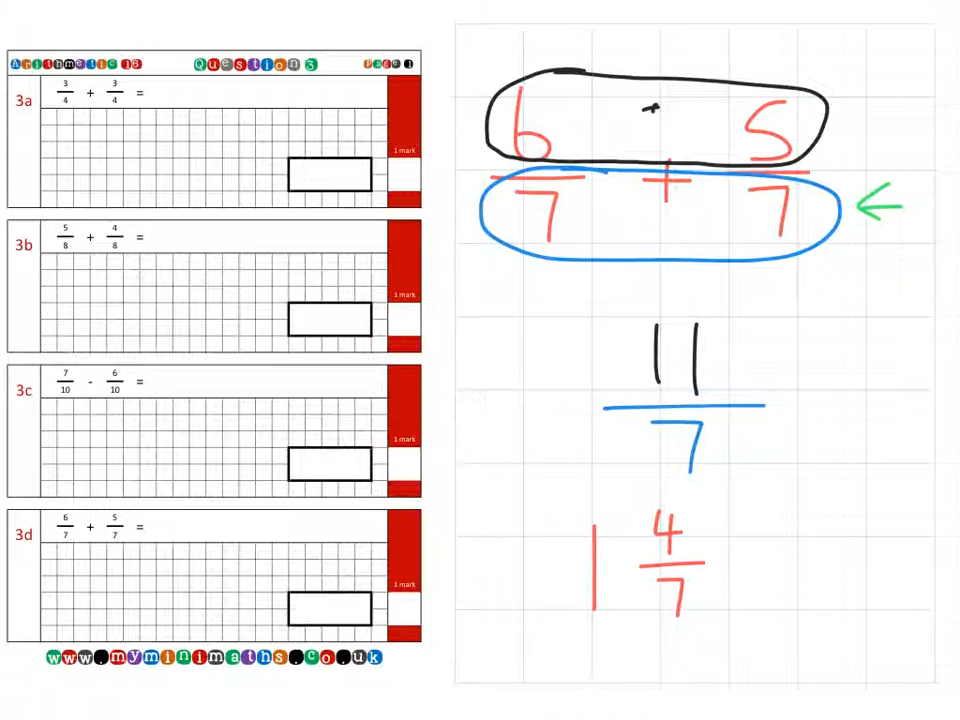 Arithmetic 16 Question 3 Page 1
3a 3/4 + 3/4 =
1 mark
3b 5/8 + 4/8 =
1 mark
3c 7/10 - 6/10 =
1 mark
3d 6/7 + 5/7 =
1 mark
www.myminimaths.co.uk
6 + 5
7 + 7
11
7
1 4/7